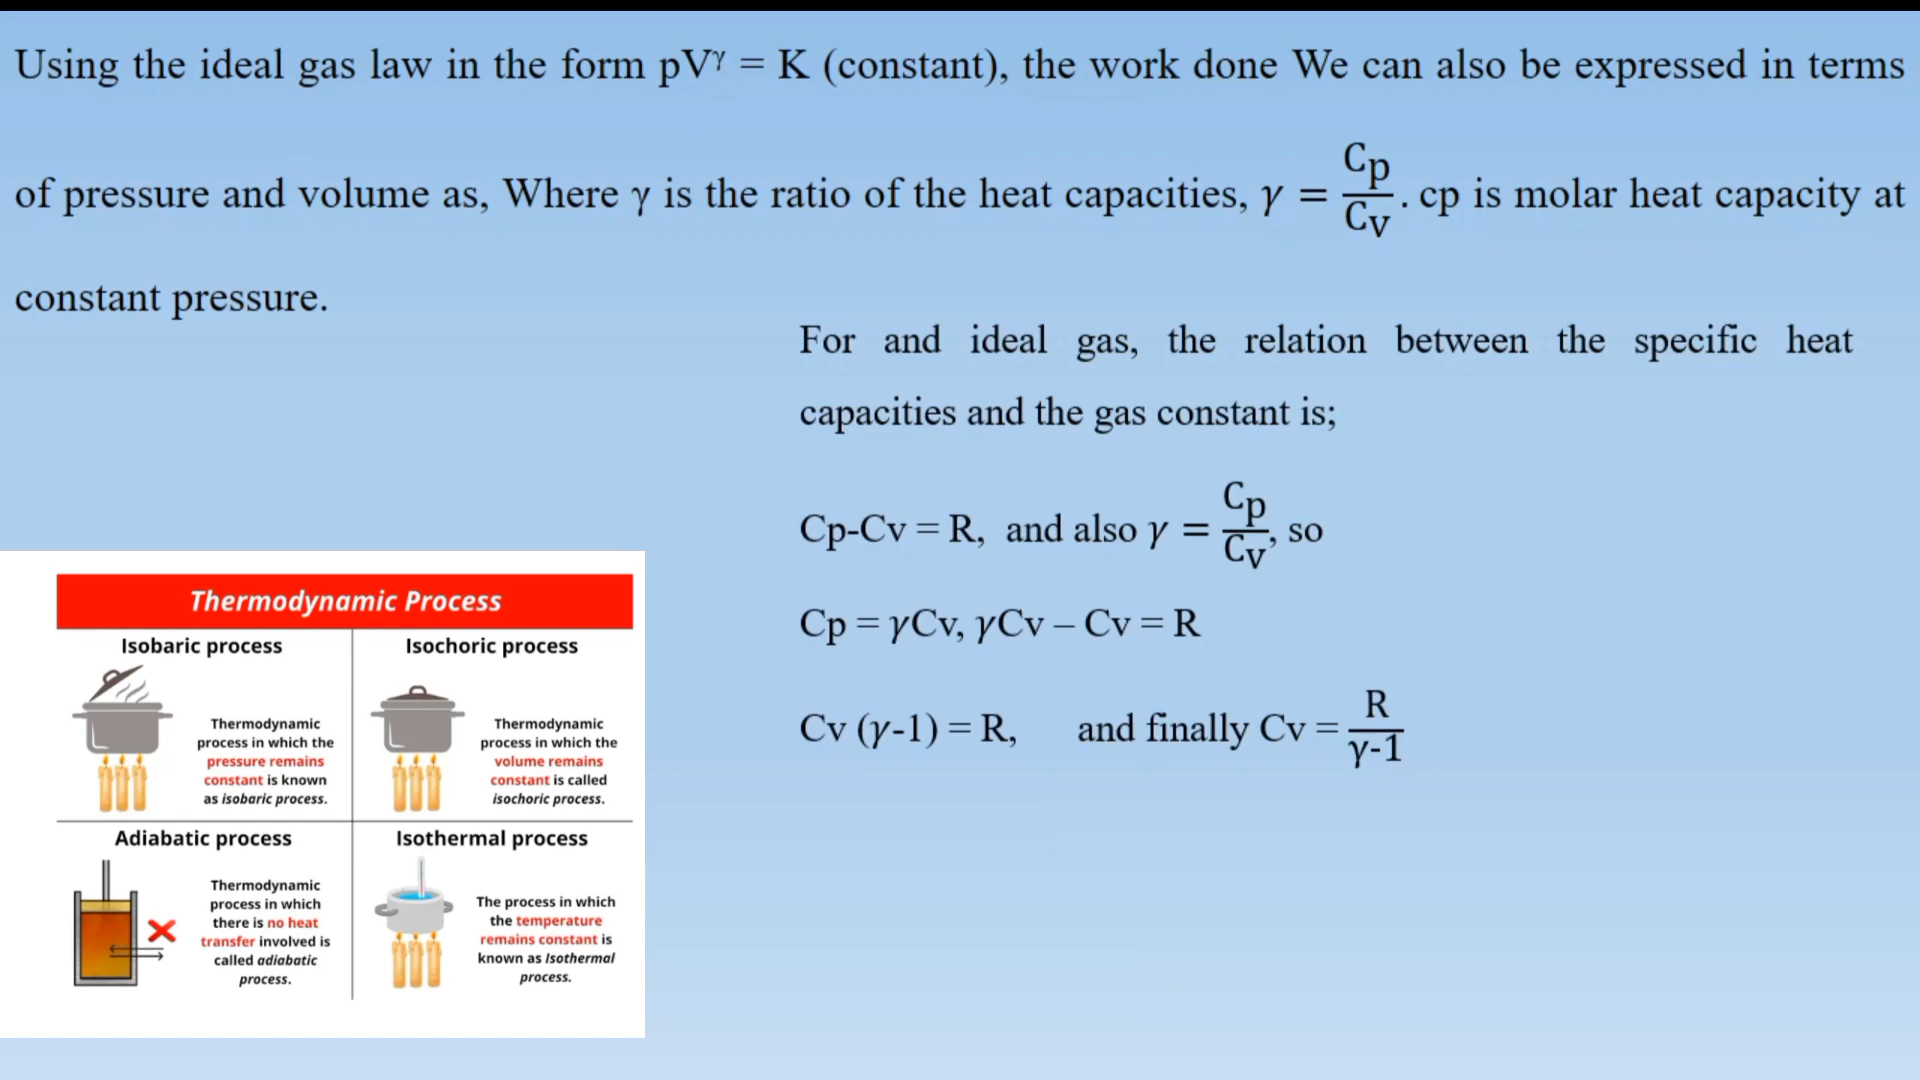 Using the ideal gas law in the form pVᵞ = K (constant), the work done We can also be expressed in terms
of pressure and volume as, Where γ is the ratio of the heat capacities, γ = Cp/Cv . cp is molar heat capacity at
constant pressure.
For and ideal gas, the relation between the specific heat
capacities and the gas constant is;
Cp-Cv = R, and also γ = Cp/Cv, so
Cp = γCv, γCv – Cv = R
Cv (γ-1) = R, and finally Cv = R/γ-1
Thermodynamic Process
Isobaric process
Thermodynamic
process in which the
pressure remains
constant is known
as isobaric process.
Isochoric process
Thermodynamic
process in which the
volume remains
constant is called
isochoric process.
Adiabatic process
Thermodynamic
process in which
there is no heat
transfer involved is
called adiabatic
process.
Isothermal process
The process in which
the temperature
remains constant is
known as Isothermal
process.